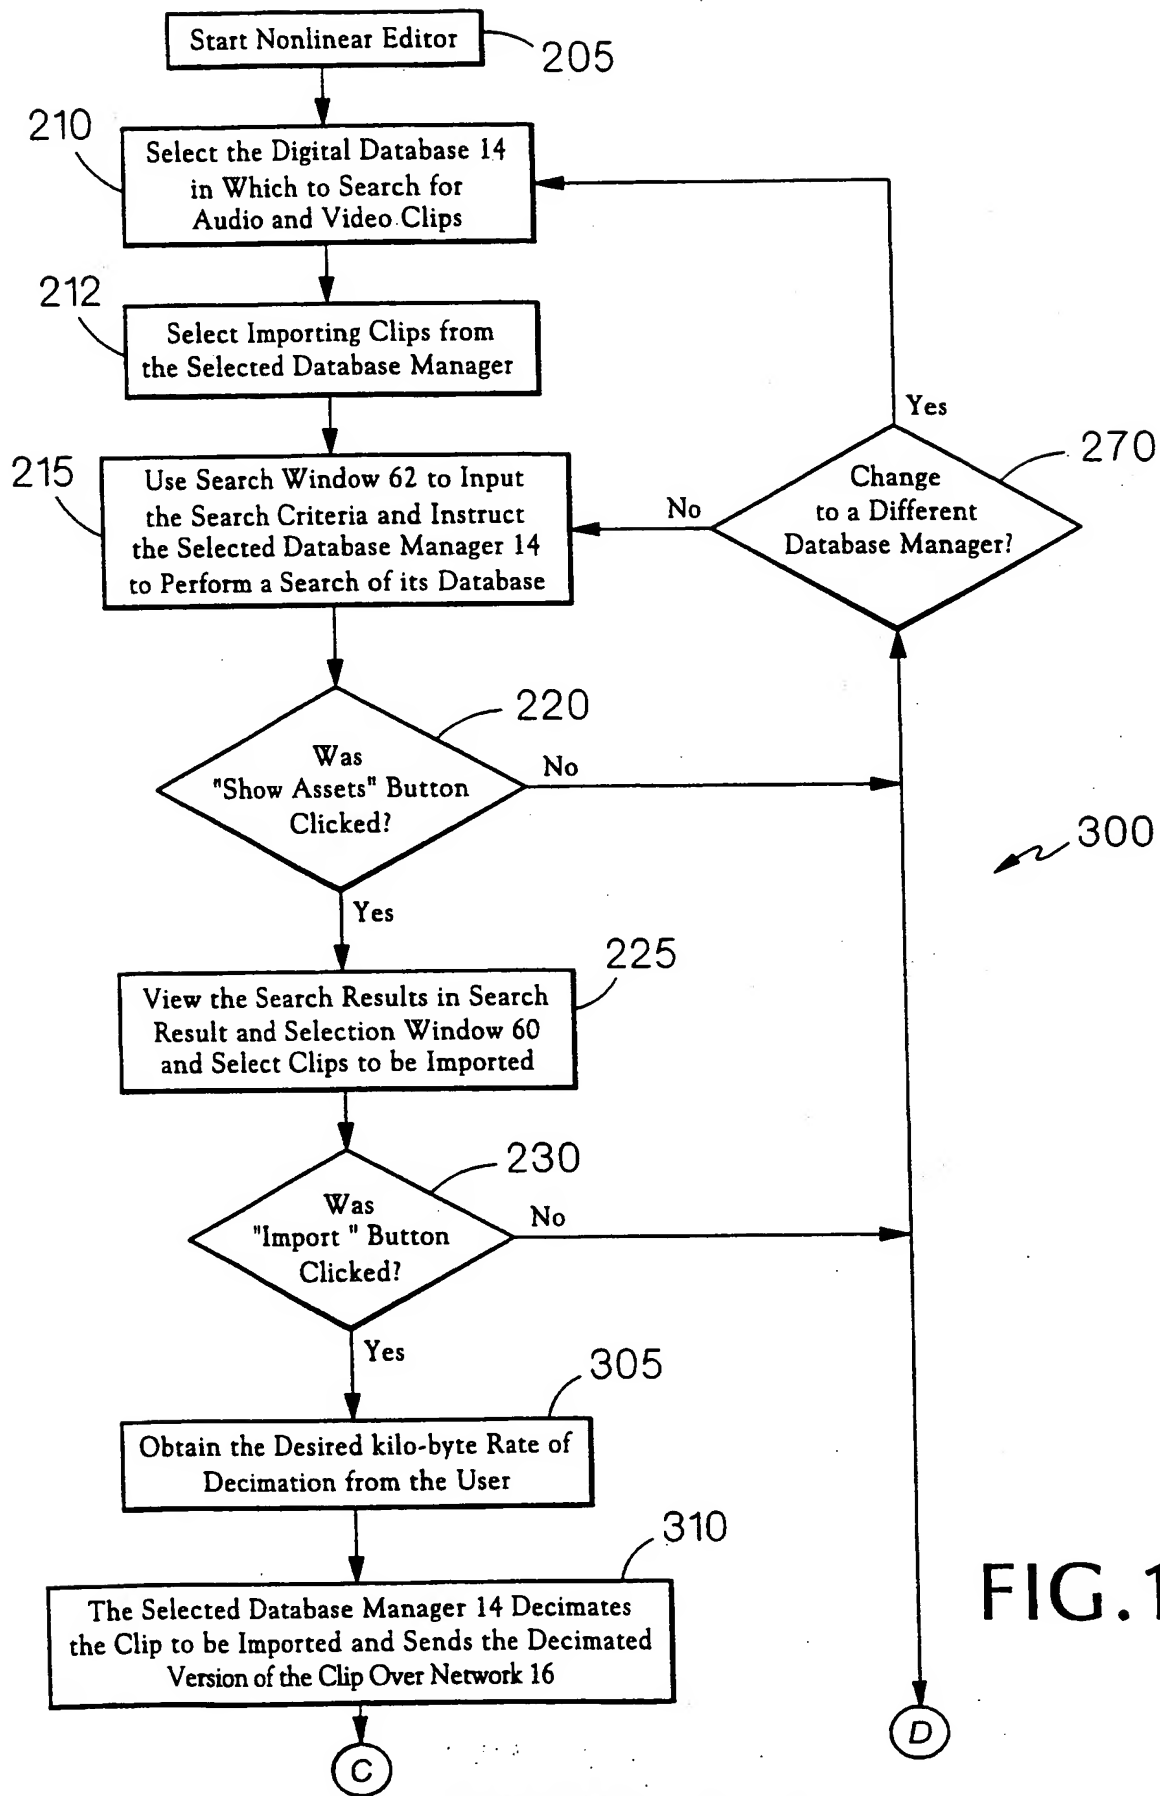 Start Nonlinear Editor
205
210
Select the Digital Database 14
in Which to Search for
Audio and Video Clips
212
Select Importing Clips from
the Selected Database Manager
Yes
270
Change
to a Different
Database Manager?
No
215
Use Search Window 62 to Input
the Search Criteria and Instruct
the Selected Database Manager 14
to Perform a Search of its Database
220
Was
"Show Assets" Button
Clicked?
No
Yes
300
225
View the Search Results in Search
Result and Selection Window 60
and Select Clips to be Imported
230
Was
"Import " Button
Clicked?
No
Yes
305
Obtain the Desired kilo-byte Rate of
Decimation from the User
310
The Selected Database Manager 14 Decimates
the Clip to be Imported and Sends the Decimated
Version of the Clip Over Network 16
FIG.1
C
D